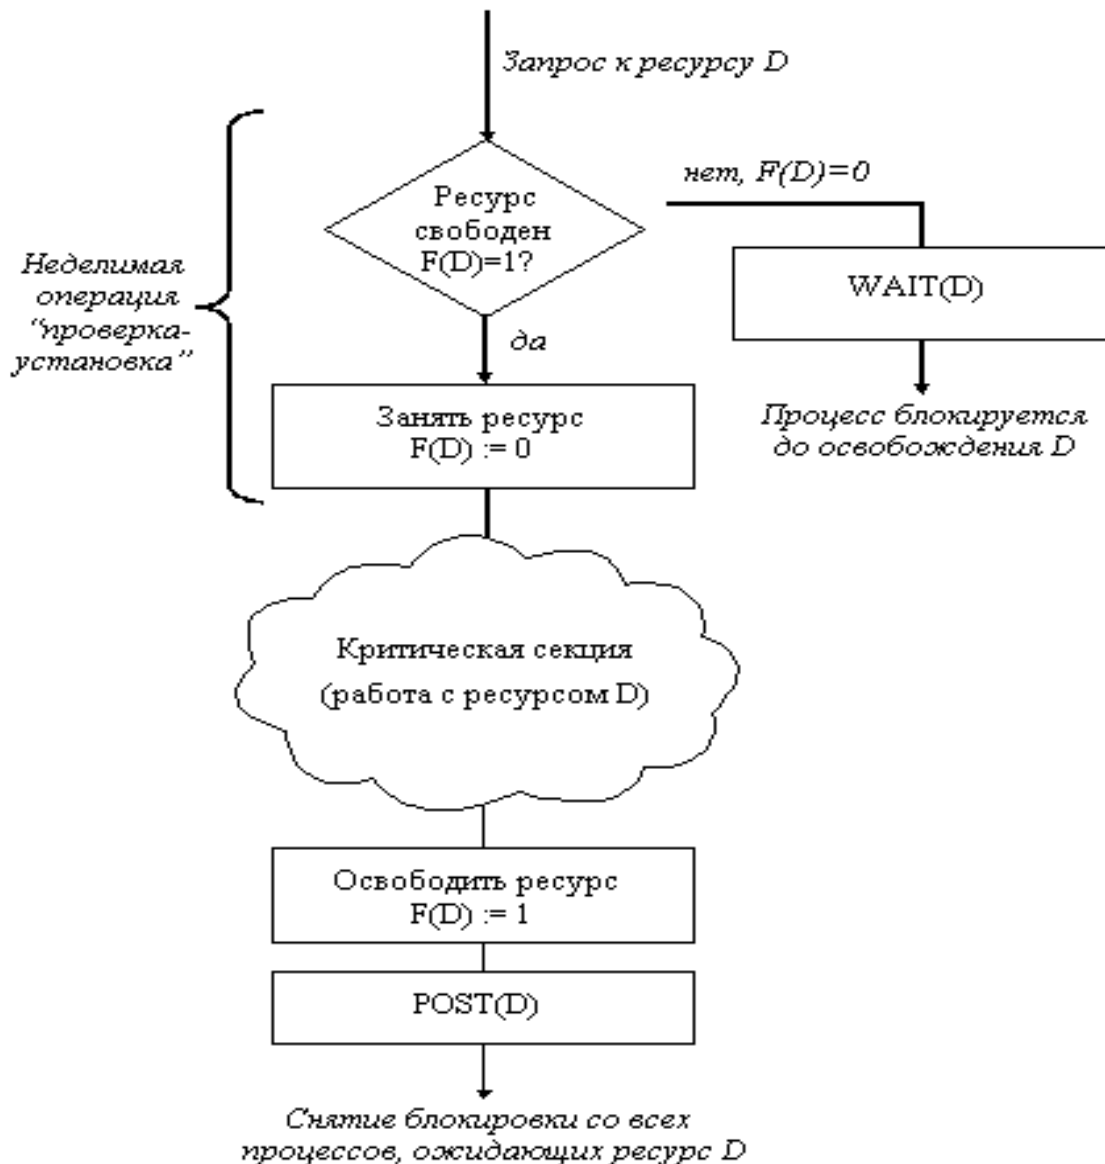 Запрос к ресурсу D
нет, F(D)=0
Ресурс
свободен
F(D)=1?
WAIT(D)
Неделимая
операция
“проверка-
установка”
да
Занять ресурс
F(D) := 0
Процесс блокируется
до освобождения D
Критическая секция
(работа с ресурсом D)
Освободить ресурс
F(D) := 1
POST(D)
Снятие блокировки со всех
процессов, ожидающих ресурс D